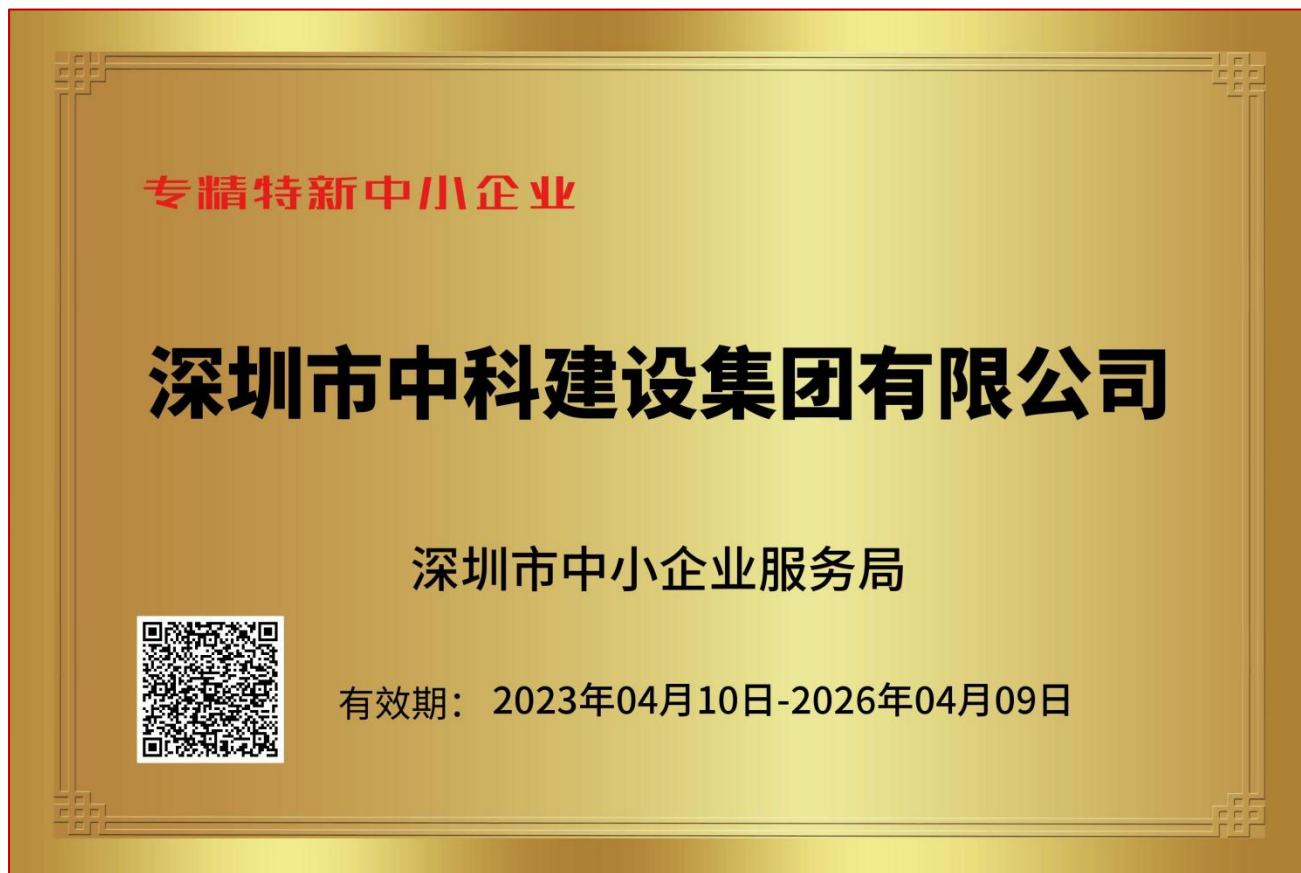 专精特新中小企业
深圳市中科建设集团有限公司
深圳市中小企业服务局
有效期： 2023年04月10日-2026年04月09日